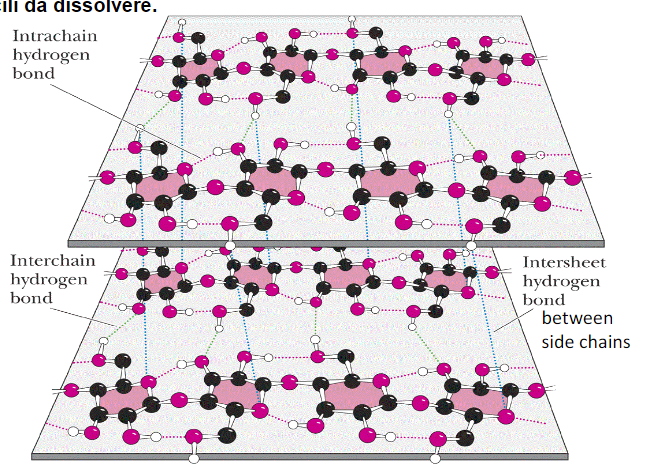 cili da dissolvere.
Intrachain
hydrogen
bond
Interchain
hydrogen
bond
Intersheet
hydrogen
bond
between
side chains